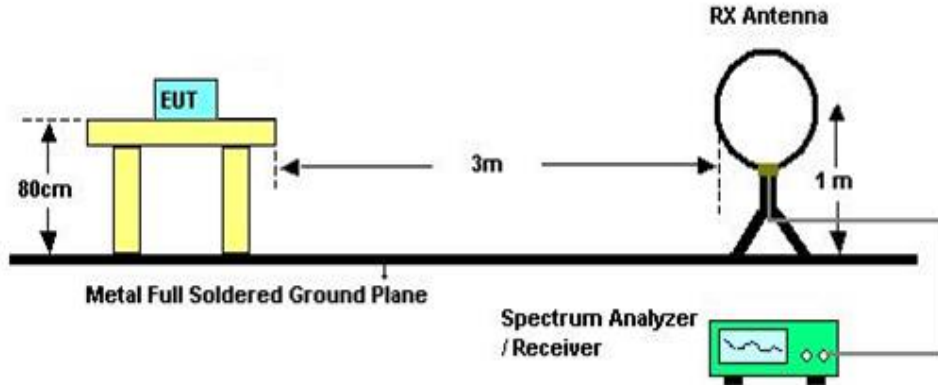 RX Antenna
EUT
3m
80cm
1 m
Metal Full Soldered Ground Plane
Spectrum Analyzer
/ Receiver